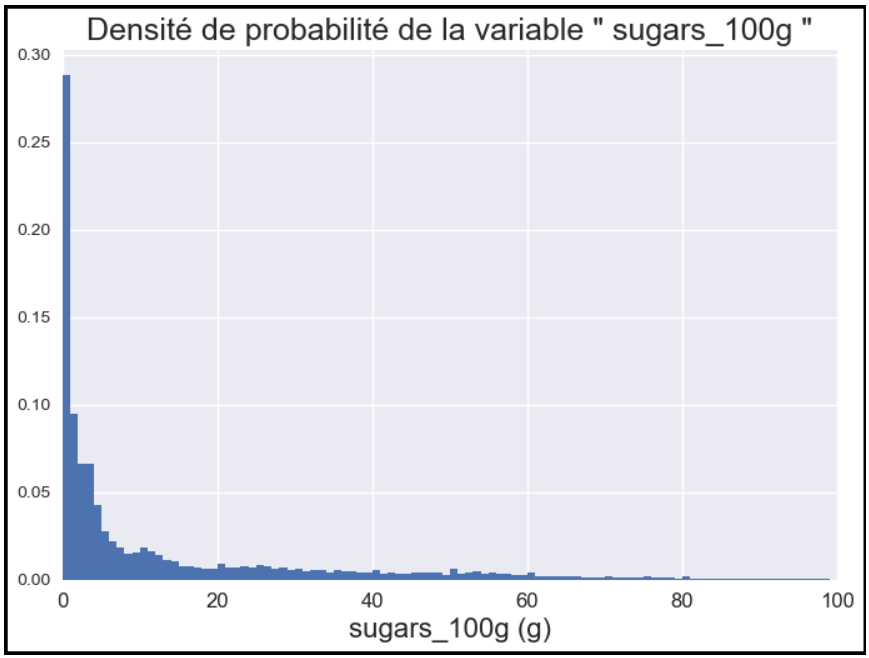 Densité de probabilité de la variable " sugars_100g "
0.30
0.25
0.20
0.15
0.10
0.05
0.00
0 20 40 60 80 100
sugars_100g (g)